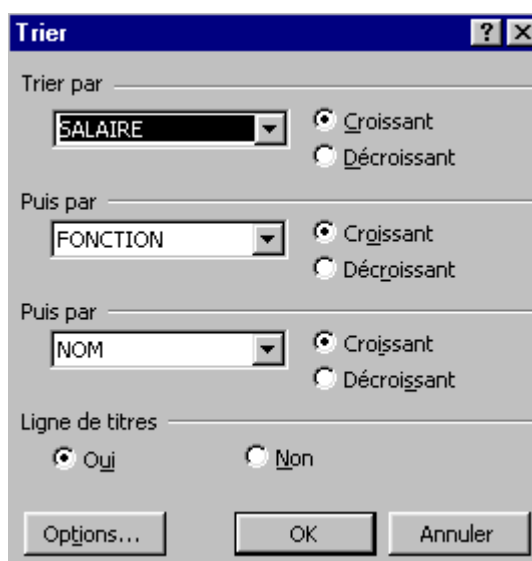 Trier
Trier par
SALAIRE
Croissant
Décroissant
Puis par
FONCTION
Croissant
Décroissant
Puis par
NOM
Croissant
Décroissant
Ligne de titres
Oui
Non
Options...
OK
Annuler